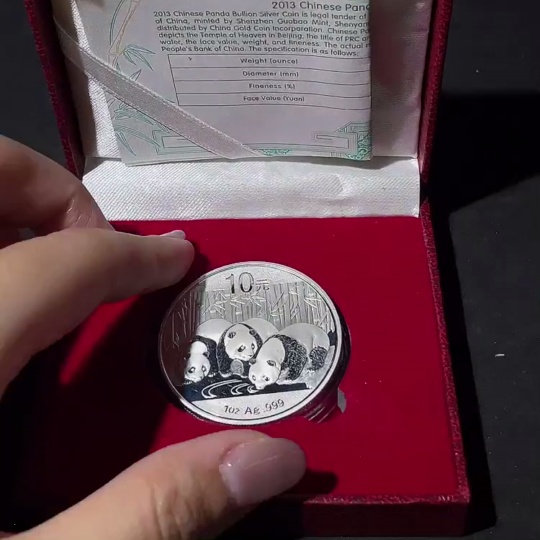 2013 Chinese Pan
2013 Chinese Panda Bullion Silver Coin is legal tender of
of China, minted by Shenzhen Guobao Mint, Shenyan
distributed by China Gold Coin Incorporation. Chinese Pa
depicts the Temple of Heaven in Beijing, the title of PRC
water, the face value, weight, and fineness. The actual
People's Bank of China. The specification is as follows:
Weight (ounce)
Diameter (mm)
Fineness (%)
Face Value (Yuan)
10元
1oz Ag .999